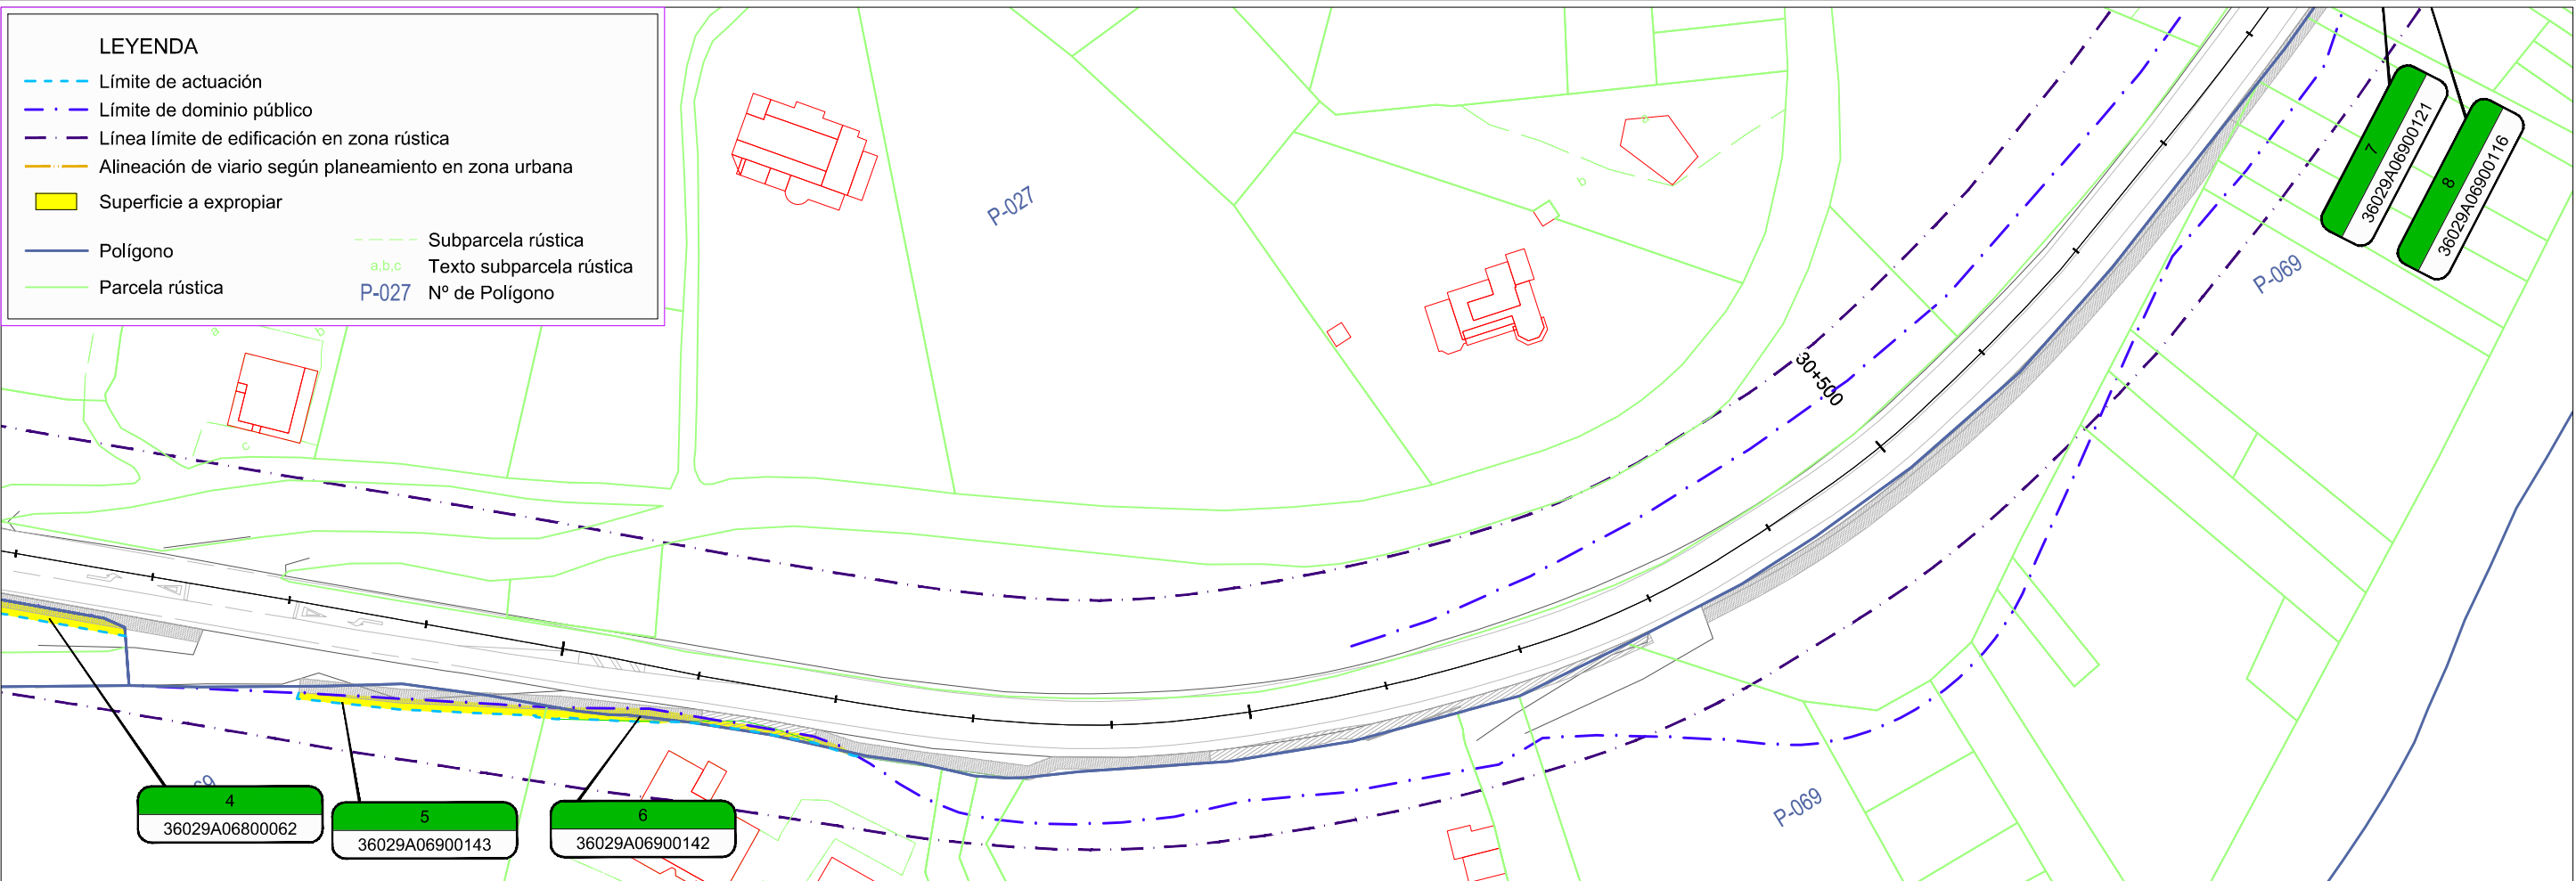 LEYENDA
Límite de actuación
Límite de dominio público
Línea límite de edificación en zona rústica
Alineación de viario según planeamiento en zona urbana
Superficie a expropiar
Polígono
Parcela rústica
Subparcela rústica
a,b,c Texto subparcela rústica
P-027 Nº de Polígono
a
b
c
P-027
a
b
30+500
7
36029A06900121
8
36029A06900116
P-069
P-069
69
4
36029A06800062
5
36029A06900143
6
36029A06900142